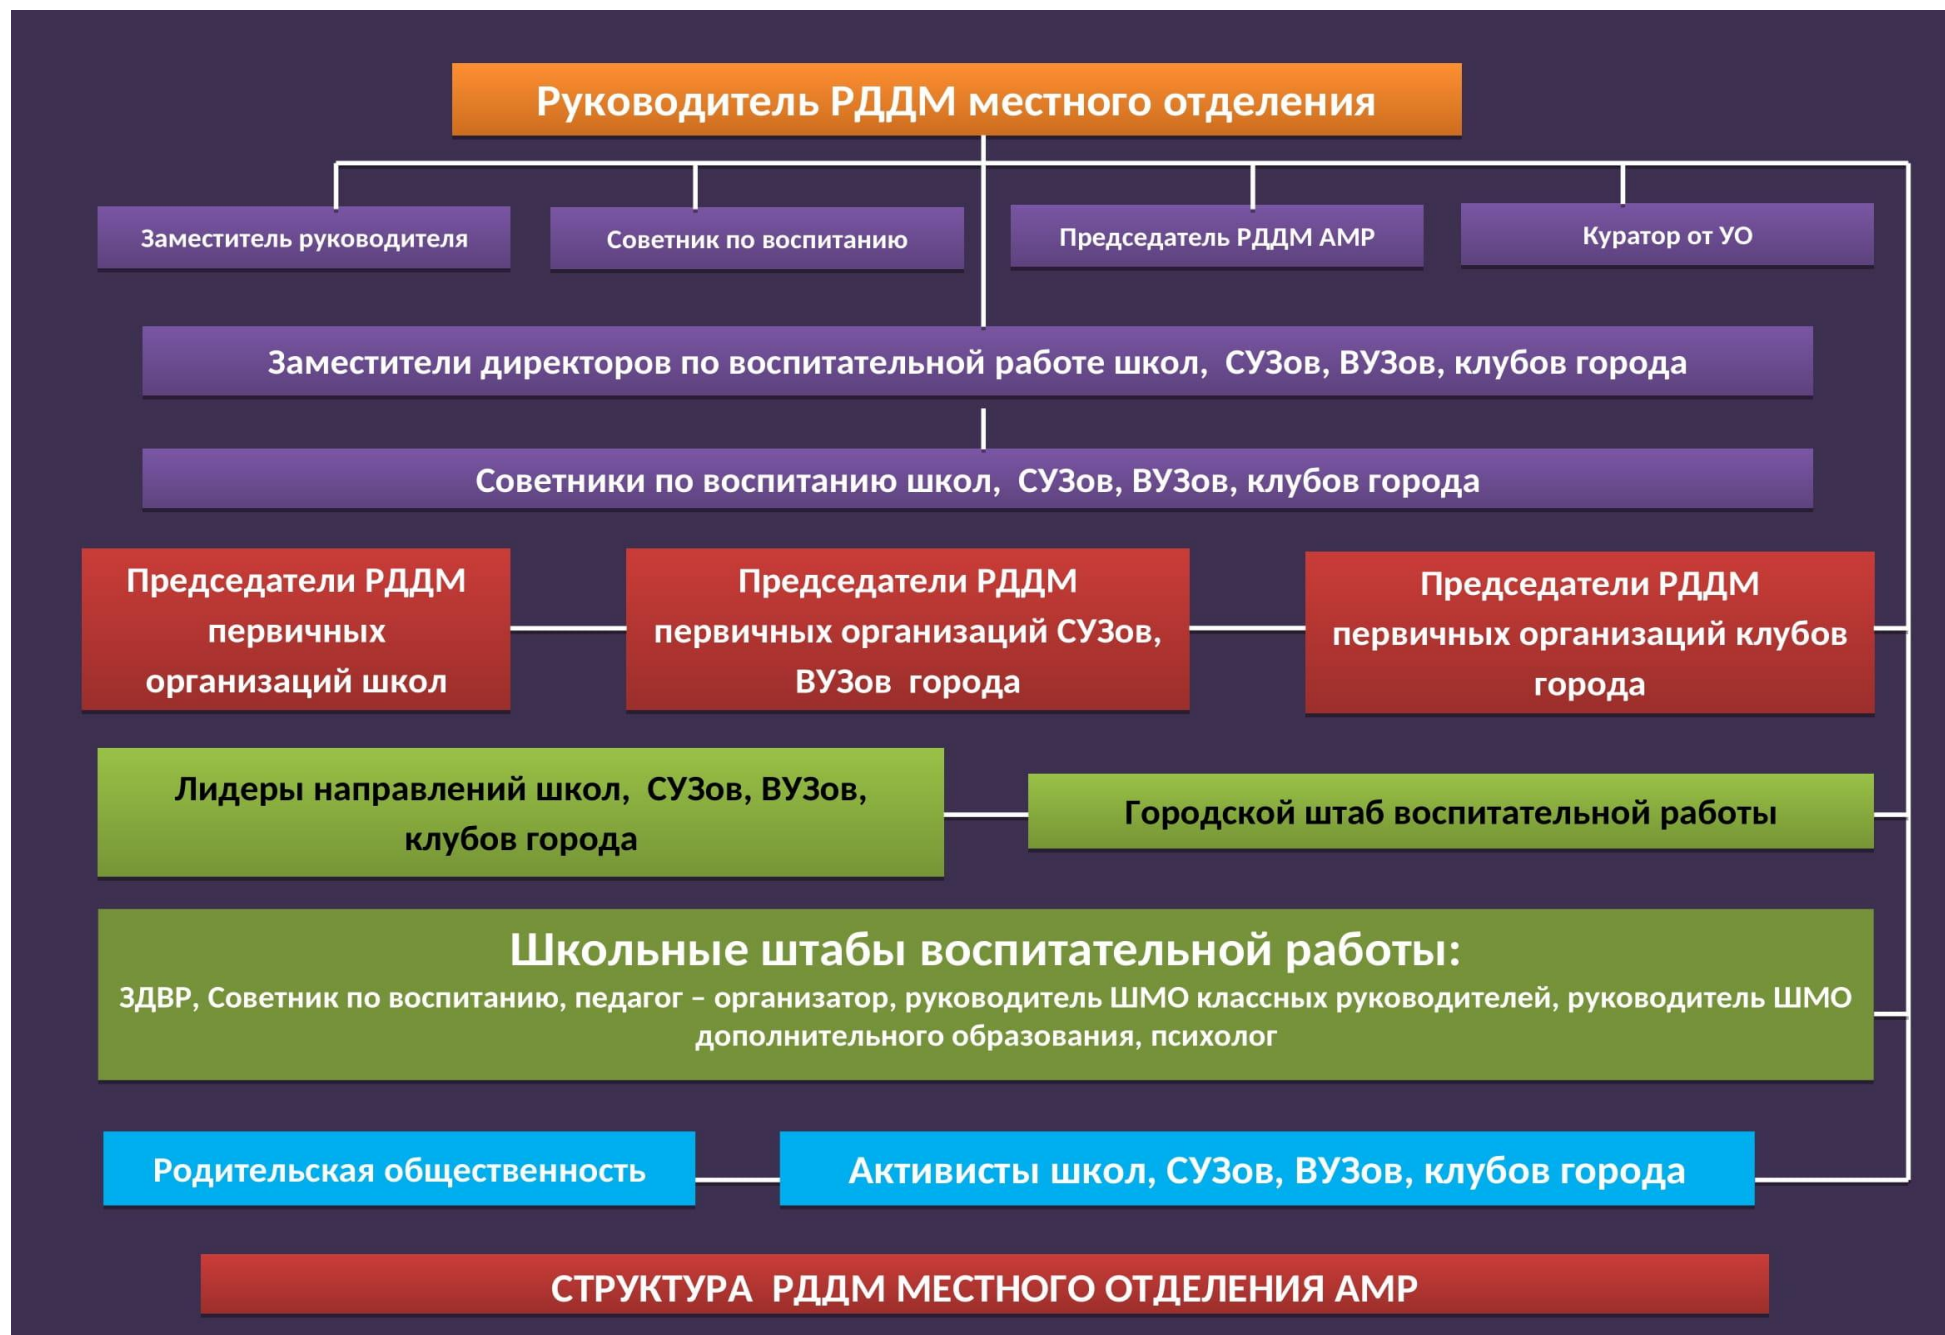 Руководитель РДДМ местного отделения
Заместитель руководителя
Советник по воспитанию
Председатель РДДМ АМР
Куратор от УО
Заместители директоров по воспитательной работе школ, СУЗов, ВУЗов, клубов города
Советники по воспитанию школ, СУЗов, ВУЗов, клубов города
Председатели РДДМ
первичных
организаций школ
Председатели РДДМ
первичных организаций СУЗов,
ВУЗов города
Председатели РДДМ
первичных организаций клубов
города
Лидеры направлений школ, СУЗов, ВУЗов,
клубов города
Городской штаб воспитательной работы
Школьные штабы воспитательной работы:
ЗДВР, Советник по воспитанию, педагог – организатор, руководитель ШМО классных руководителей, руководитель ШМО
дополнительного образования, психолог
Родительская общественность
Активисты школ, СУЗов, ВУЗов, клубов города
СТРУКТУРА РДДМ МЕСТНОГО ОТДЕЛЕНИЯ АМР